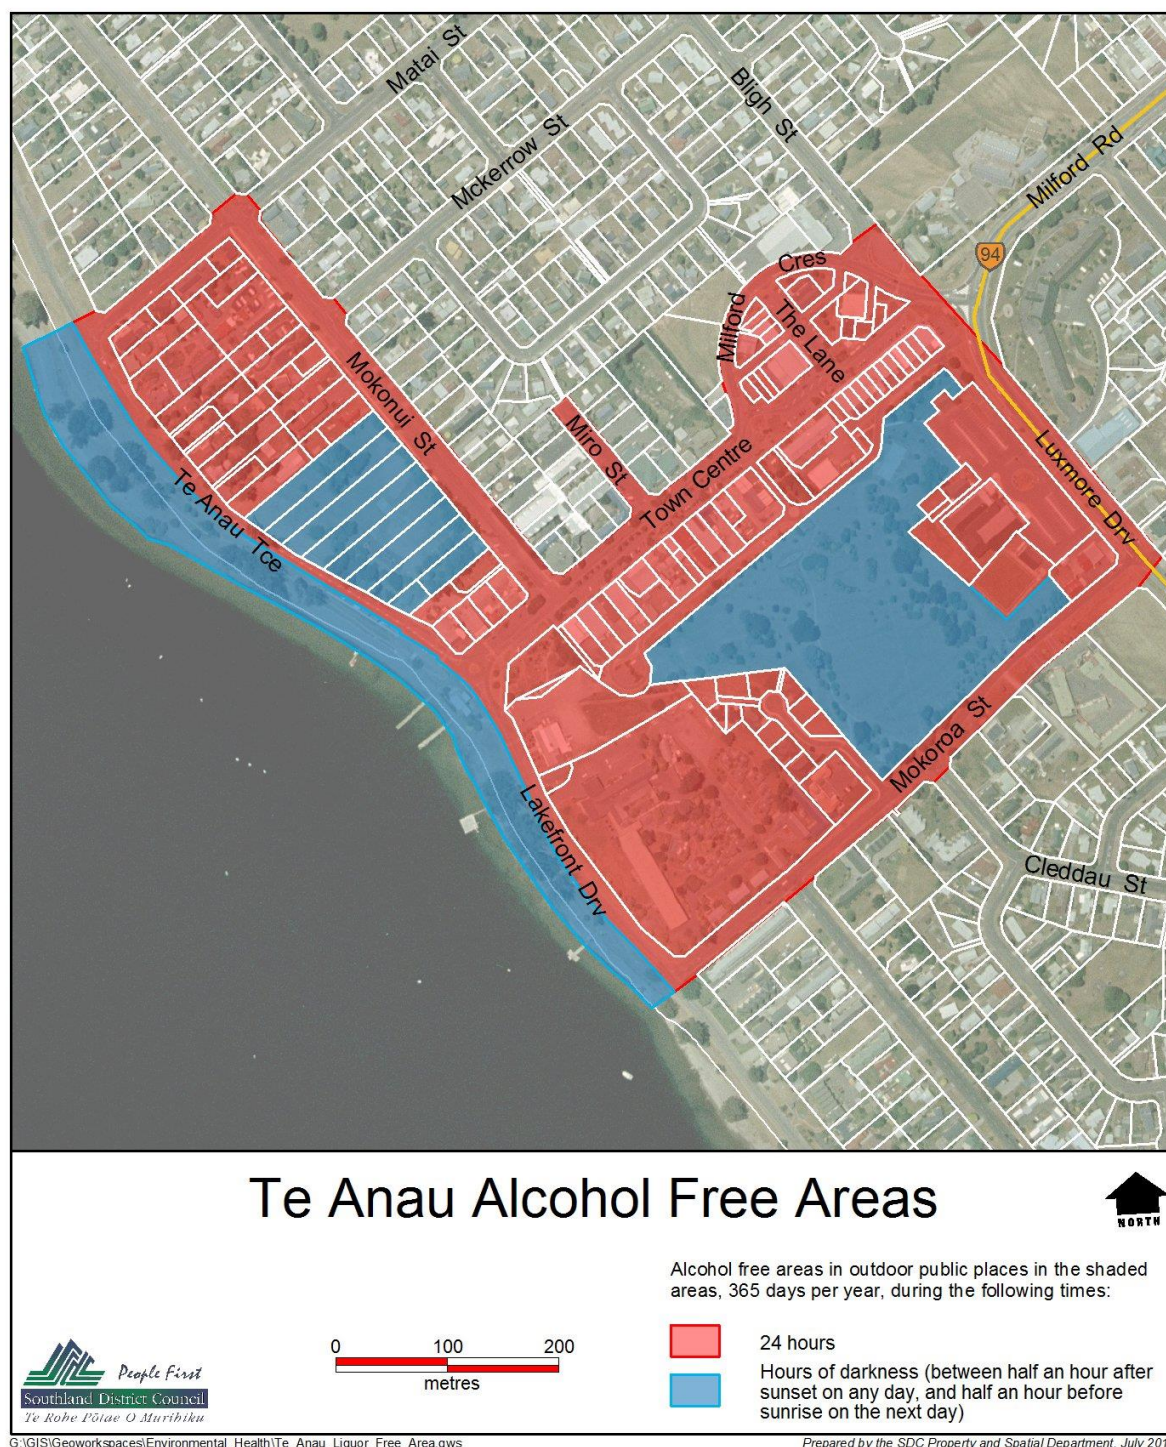 Matai St
Bligh St
Mckerrow St
Milford Rd
94
Cres
Milford
The Lane
Mokonui St
Miro St
Town Centre
Luxmore Drv
Te Anau Tce
Mokoroa St
Lakefront Drv
Cleddau St
Te Anau Alcohol Free Areas
NORTH
Alcohol free areas in outdoor public places in the shaded
areas, 365 days per year, during the following times:
24 hours
Hours of darkness (between half an hour after
sunset on any day, and half an hour before
sunrise on the next day)
0 100 200
metres
People First
Southland District Council
Te Rohe Pōtae O Murihiku
G:\GIS\Geoworkspaces\Environmental_Health\Te_Anau_Liquor_Free_Area.gws
Prepared by the SDC Property and Spatial Department, July